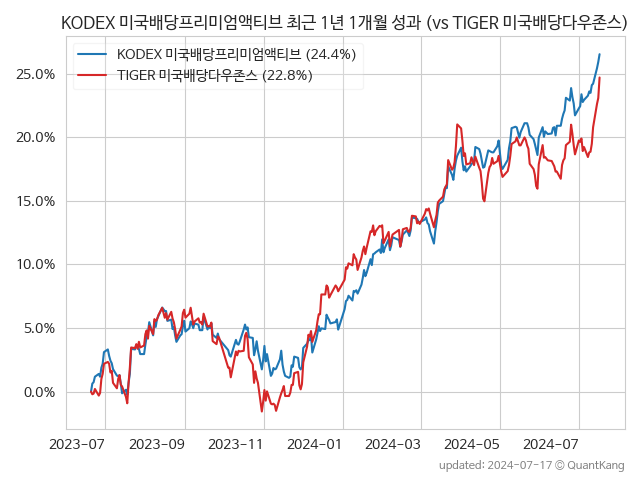 KODEX 미국배당프리미엄액티브 최근 1년 1개월 성과 (vs TIGER 미국배당다우존스)
KODEX 미국배당프리미엄액티브 (24.4%)
TIGER 미국배당다우존스 (22.8%)
25.0%
20.0%
15.0%
10.0%
5.0%
0.0%
2023-07 2023-09 2023-11 2024-01 2024-03 2024-05 2024-07
updated: 2024-07-17 © QuantKang